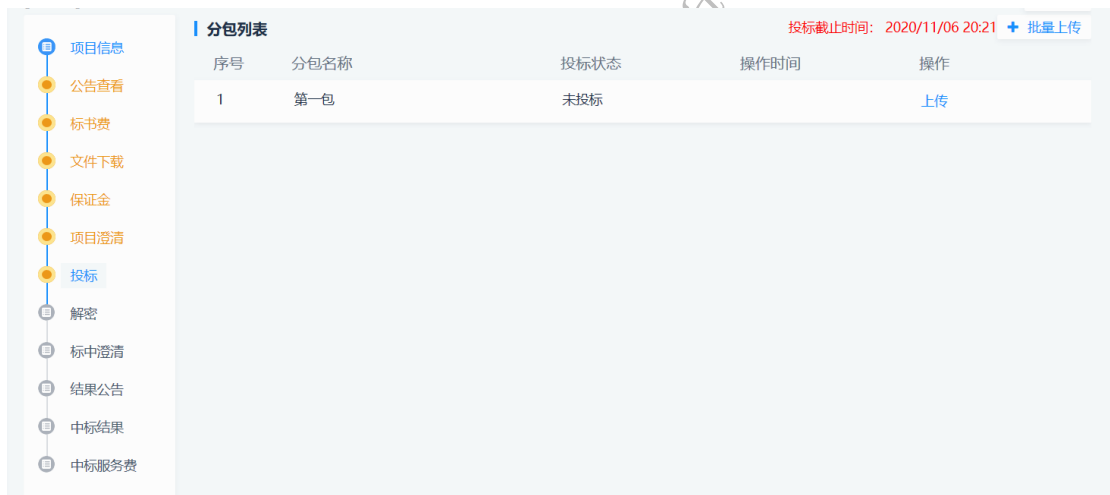 项目信息
公告查看
标书费
文件下载
保证金
项目澄清
投标
解密
标中澄清
结果公告
中标结果
中标服务费
分包列表
投标截止时间： 2020/11/06 20:21 + 批量上传
序号 分包名称 投标状态 操作时间 操作
1 第一包 未投标 上传